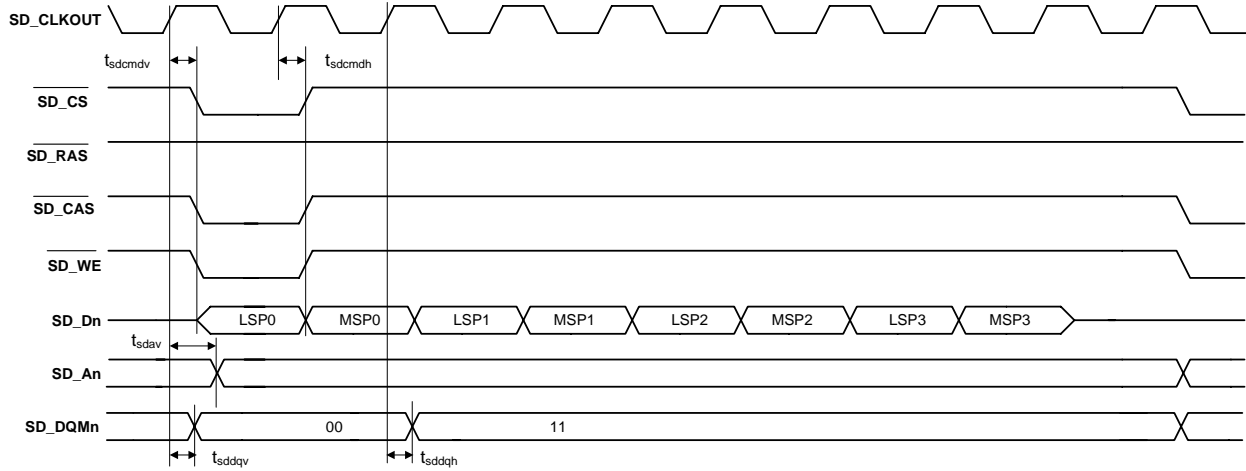 SD_CLKOUT
tsdcmdv
tsdcmdh
SD_CS
SD_RAS
SD_CAS
SD_WE
SD_Dn LSP0 MSP0 LSP1 MSP1 LSP2 MSP2 LSP3 MSP3
tsdav
SD_An
SD_DQMn 00 11
tsddqv tsddqh